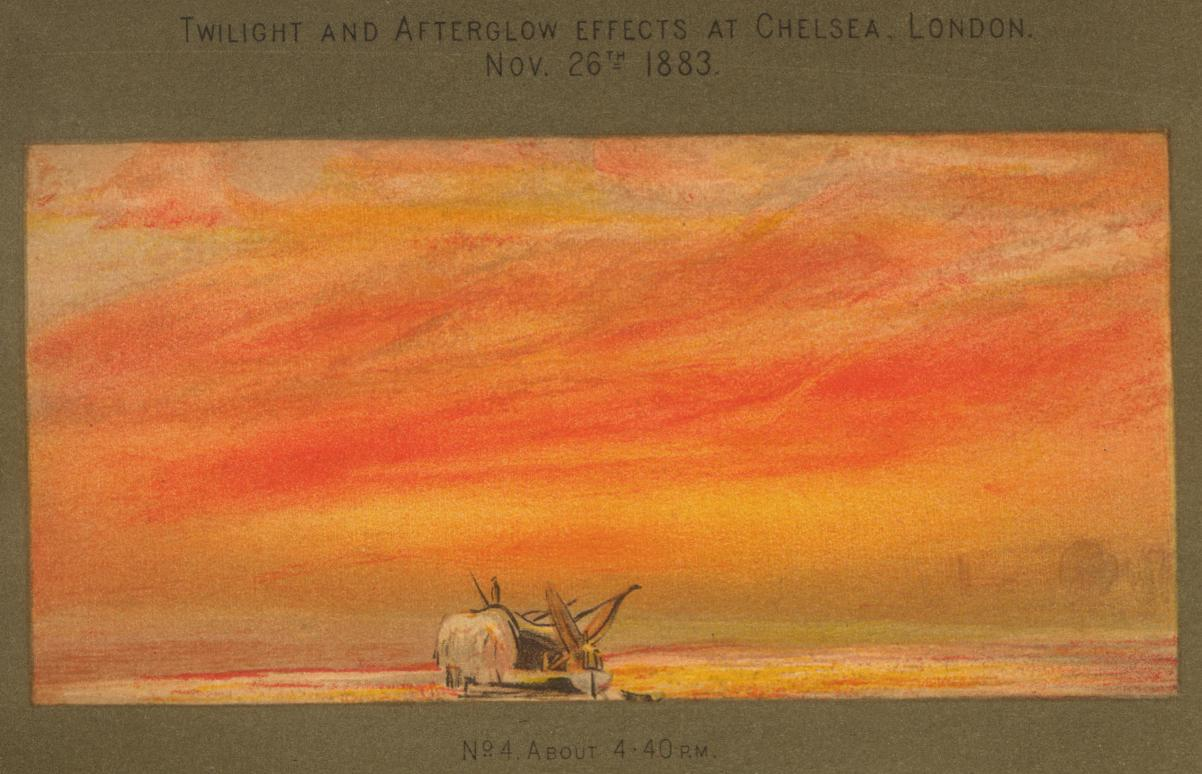 TWILIGHT AND AFTERGLOW EFFECTS AT CHELSEA, LONDON.
NOV. 26TH 1883.
No 4. ABOUT 4·40 P.M.